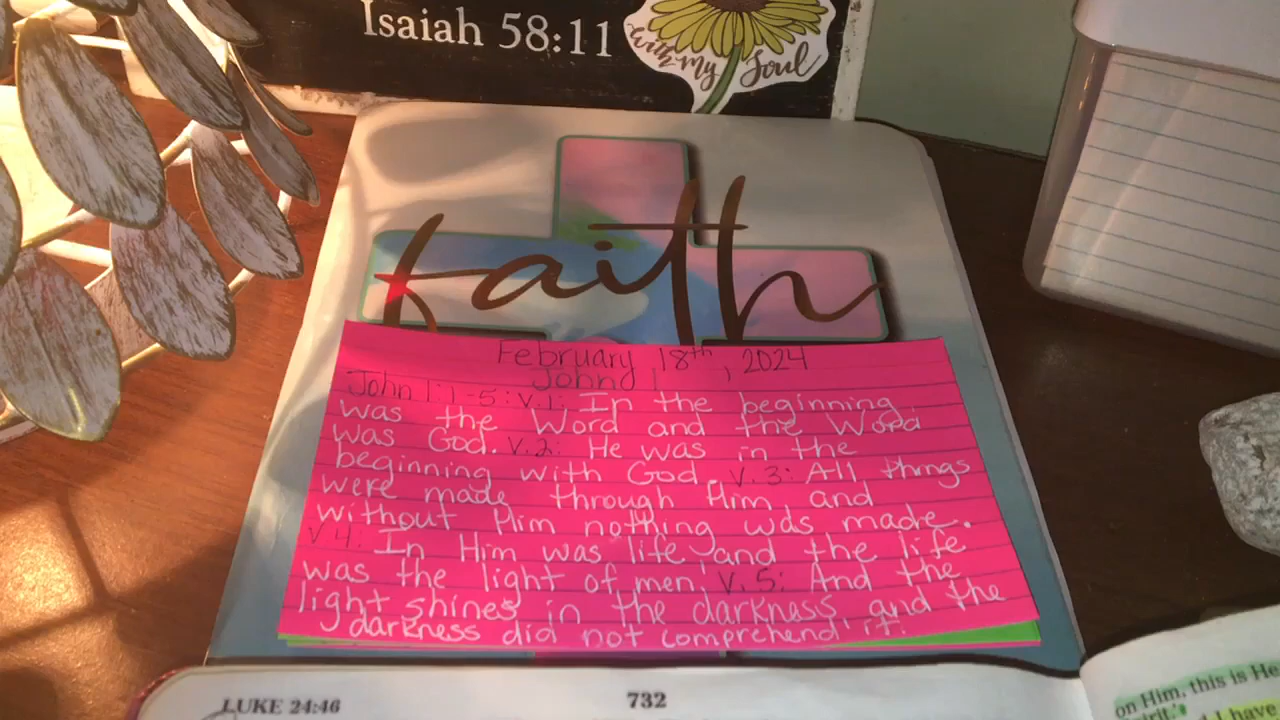 Isaiah 58:11
with My Soul
faith
February 18th, 2024
John 1
John 1:1-5: V.1: In the beginning
was the Word and the Word
was God. V.2: He was in the
beginning with God. V.3: All things
were made through Him and
without Him nothing was made.
V4: In Him was life and the life
was the light of men. V.5: And the
light shines in the darkness, and the
darkness did not comprehend it.
LUKE 24:46
732
on Him, this is He
I have